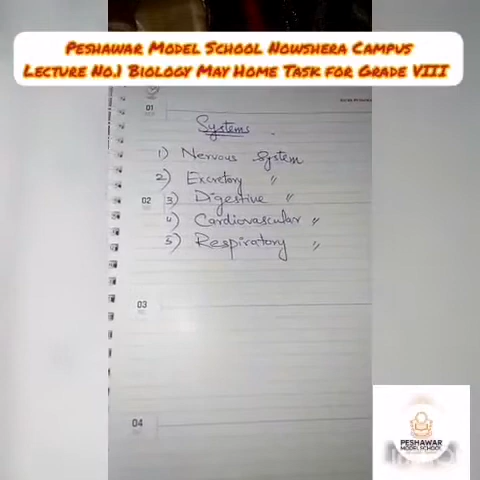 Peshawar Model School Nowshera Campus
Lecture No.1 Biology May Home Task for Grade VIII
01
Systems
1) Nervous System
2) Excretory "
02
3) Digestive "
4) Cardiovascular "
5) Respiratory "
03
04
PESHAWAR
MODEL SCHOOL